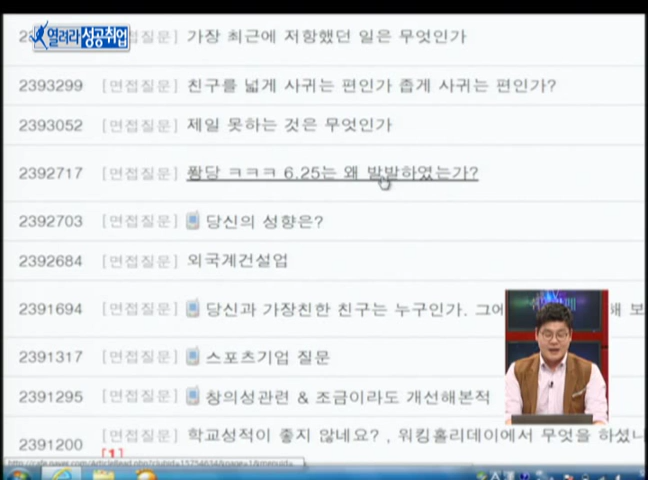 열려라 성공취업
[면접질문] 가장 최근에 저항했던 일은 무엇인가
2393299 [면접질문] 친구를 넓게 사귀는 편인가 좁게 사귀는 편인가?
2393052 [면접질문] 제일 못하는 것은 무엇인가
2392717 [면접질문] 쫭당 ㅋㅋㅋ 6.25는 왜 발발하였는가?
2392703 [면접질문] 당신의 성향은?
2392684 [면접질문] 외국계건설업
2391694 [면접질문] 당신과 가장친한 친구는 누구인가. 그에
2391317 [면접질문] 스포츠기업 질문
2391295 [면접질문] 창의성관련 & 조금이라도 개선해본적
2391200 [면접질문] 학교성적이 좋지 않네요? , 워킹홀리데이에서 무엇을 하셨나
[1]